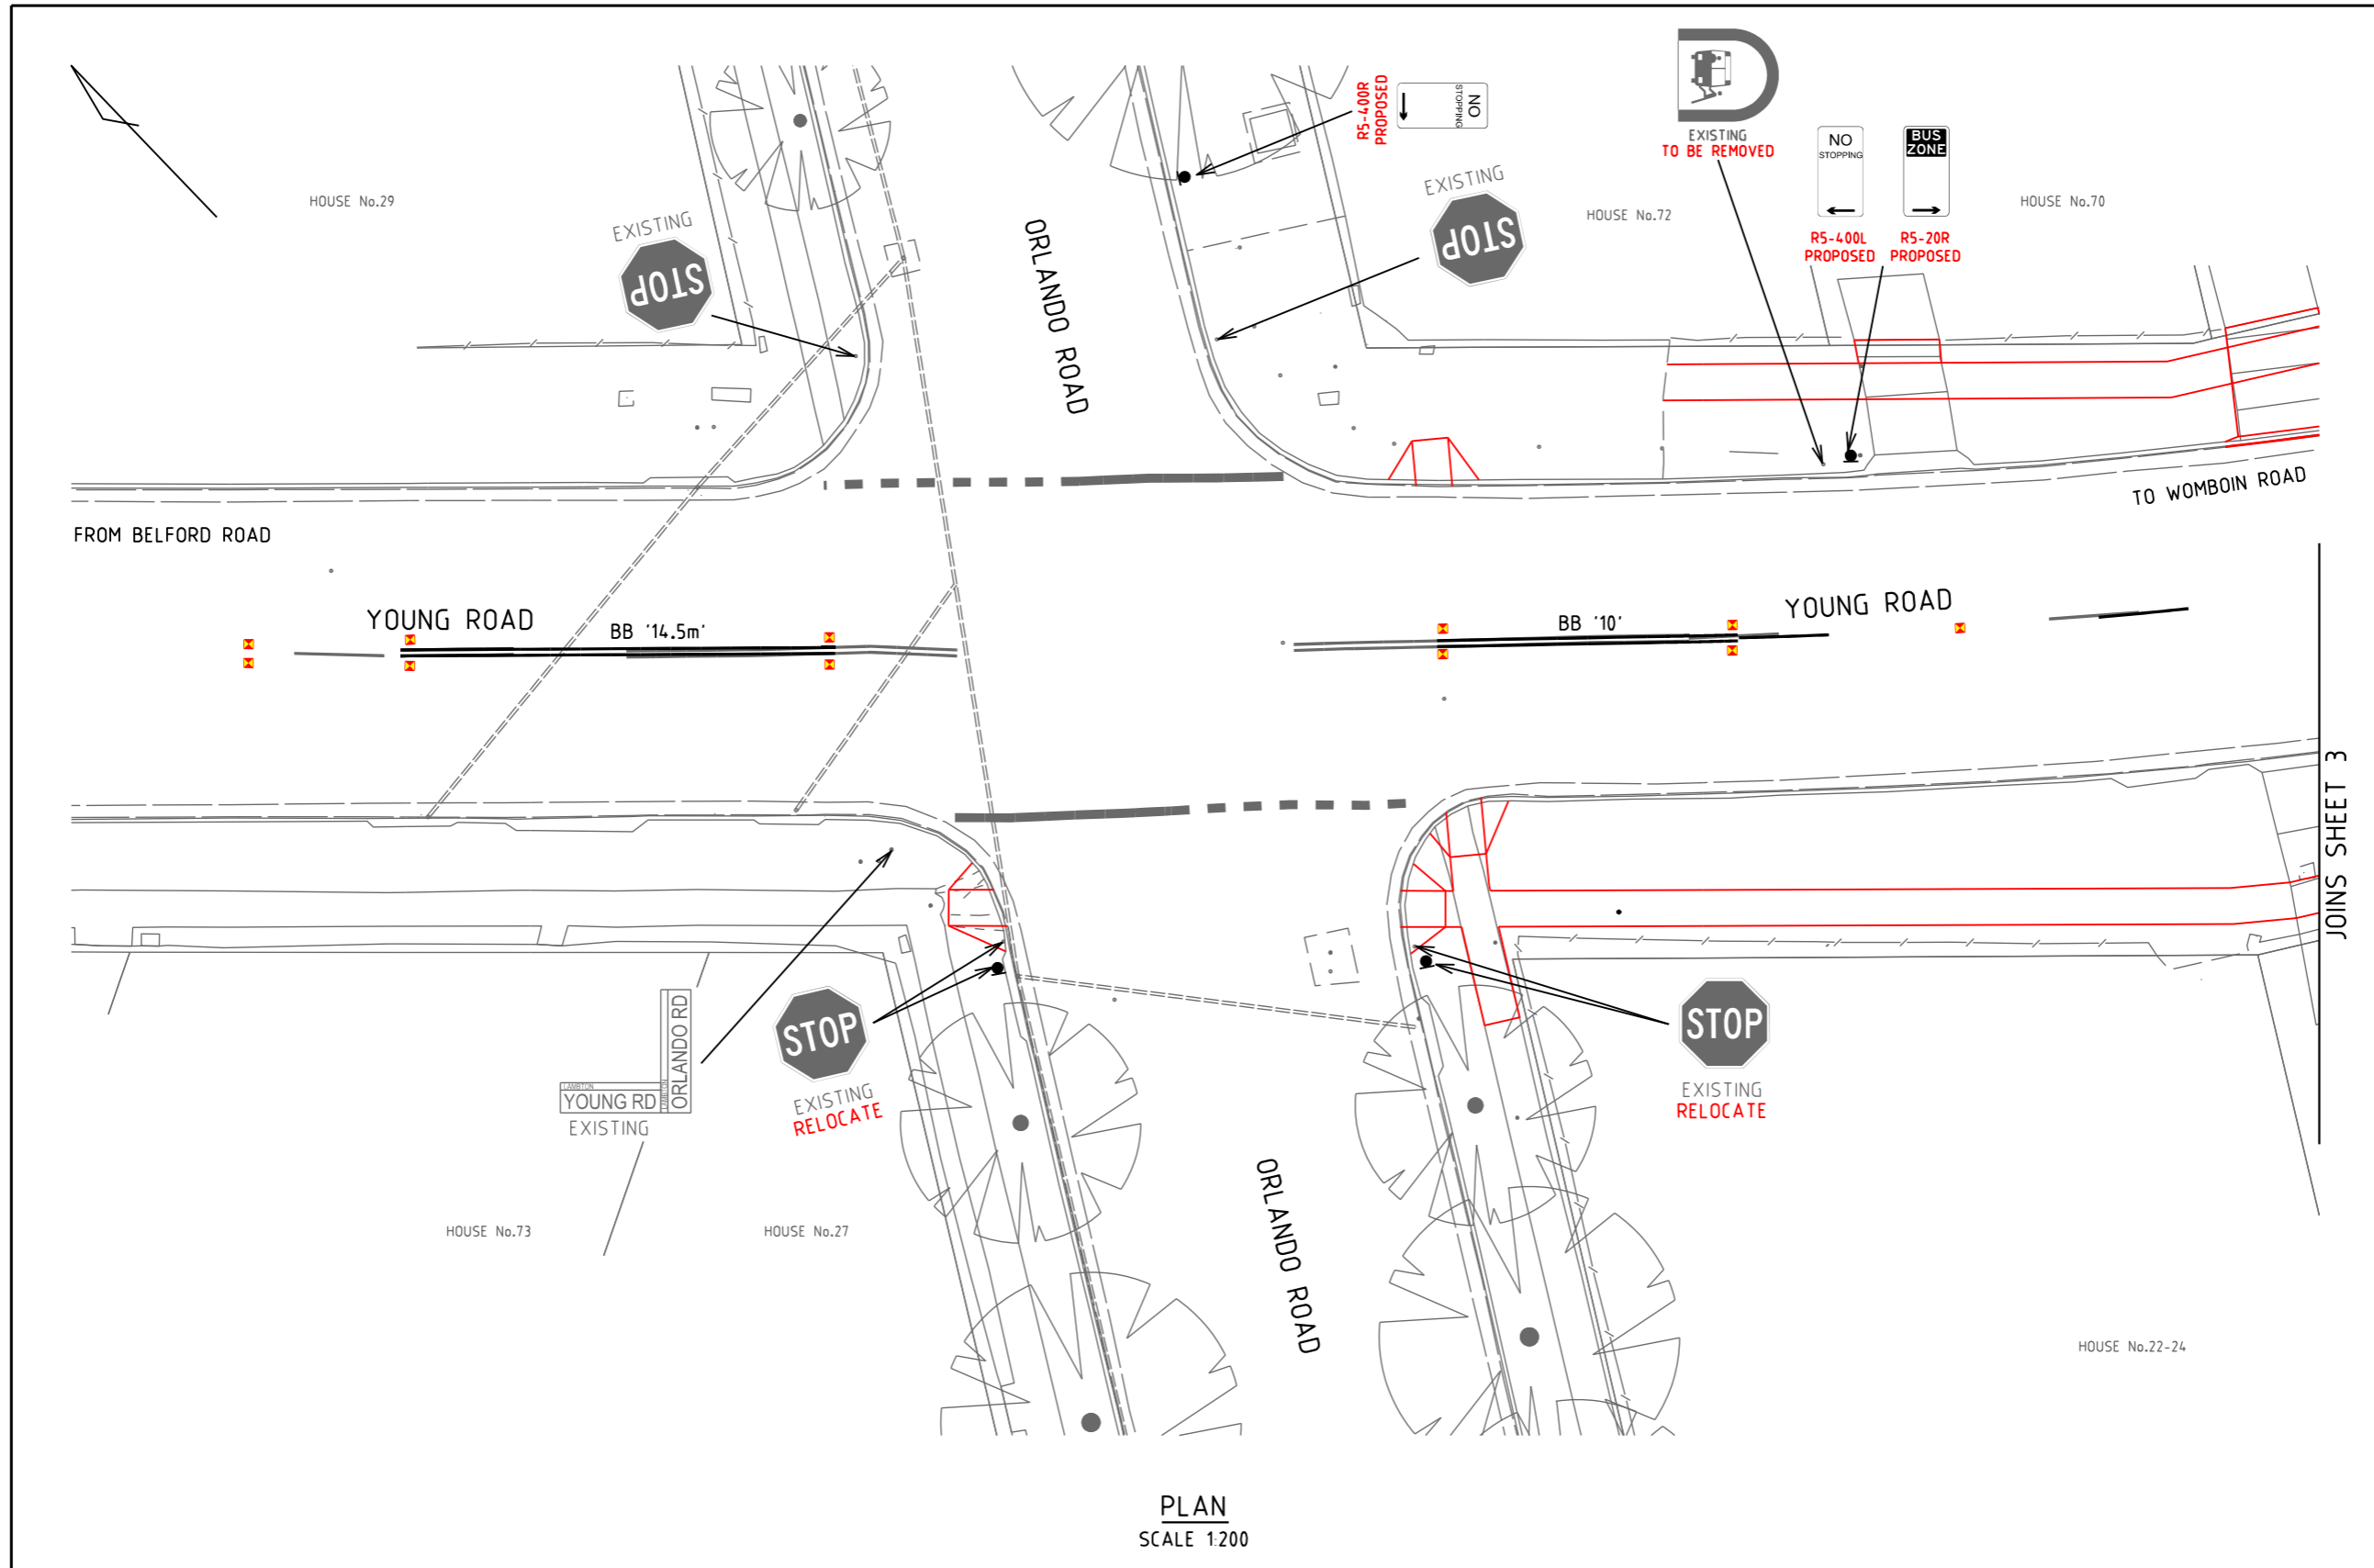 HOUSE No.29
EXISTING
STOP
ORLANDO ROAD
R5-400R
PROPOSED
NO
STOPPING
EXISTING
STOP
EXISTING
TO BE REMOVED
HOUSE No.72
NO
STOPPING
R5-400L
PROPOSED
BUS
ZONE
R5-20R
PROPOSED
HOUSE No.70
FROM BELFORD ROAD
TO WOMBOIN ROAD
YOUNG ROAD
BB '14.5m'
BB '10'
YOUNG ROAD
JOINS SHEET 3
LAMBTON
YOUNG RD
LAMBTON
ORLANDO RD
EXISTING
STOP
EXISTING
RELOCATE
STOP
EXISTING
RELOCATE
HOUSE No.73
HOUSE No.27
ORLANDO ROAD
HOUSE No.22-24
PLAN
SCALE 1:200